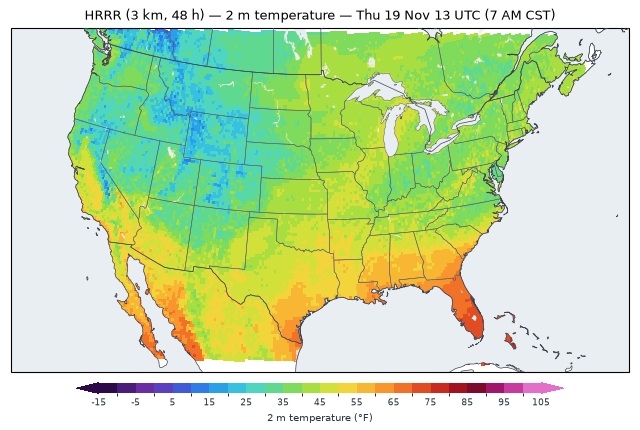 HRRR (3 km, 48 h) — 2 m temperature — Thu 19 Nov 13 UTC (7 AM CST)
-15 -5 5 15 25 35 45 55 65 75 85 95 105
2 m temperature (°F)